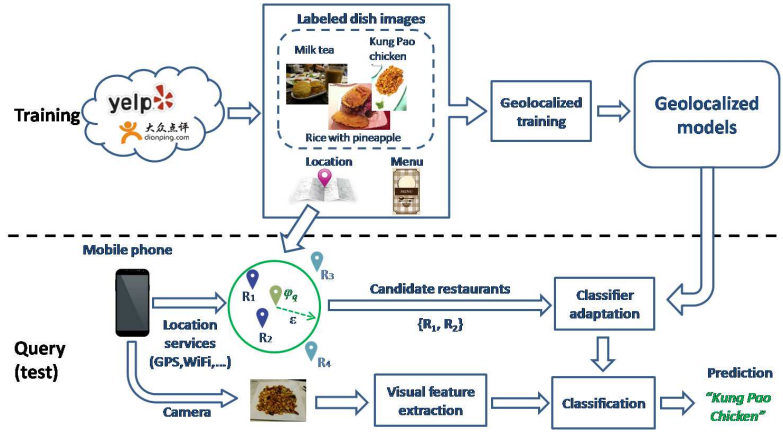 Labeled dish images
Milk tea
Kung Pao
chicken
Rice with pineapple
Location
Menu
MENU
Training
yelp
大众点评
dianping.com
Geolocalized
training
Geolocalized
models
Mobile phone
R₁
R₂
R₃
R₄
φq
ε
Location
services
(GPS,WiFi,...)
Candidate restaurants
{R₁, R₂}
Classifier
adaptation
Query
(test)
Camera
Visual feature
extraction
Classification
Prediction
“Kung Pao
Chicken”